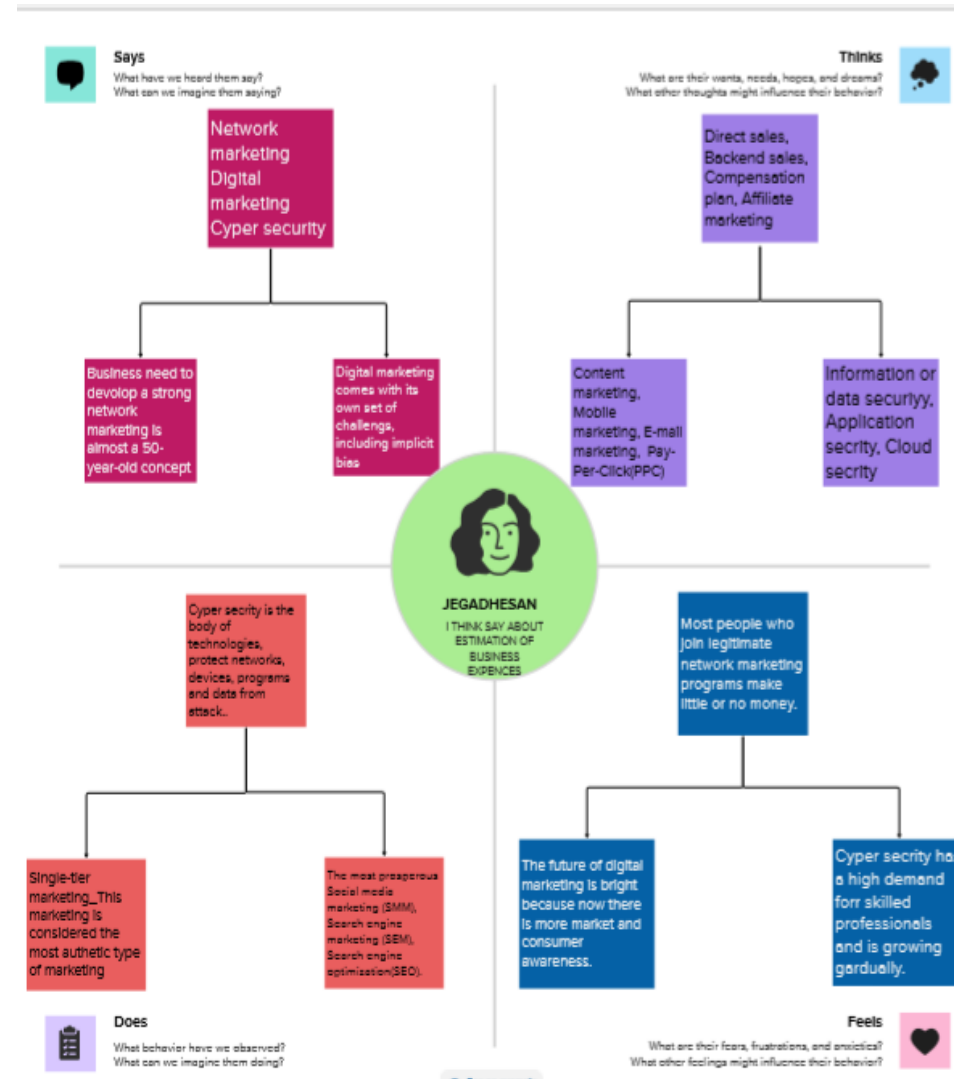 Says
What have we heard them say?
What can we imagine them saying?
Network
marketing
Digital
marketing
Cyper security
Business need to
devolop a strong
network
marketing is
almost a 50-
year-old concept
Digital marketing
comes with its
own set of
challengs,
including implicit
bias
Thinks
What are their wants, needs, hopes, and dreams?
What other thoughts might influence their behavior?
Direct sales,
Backend sales,
Compensation
plan, Affiliate
marketing
Content
marketing,
Mobile
marketing, E-mail
marketing, Pay-
Per-Click(PPC)
Information or
data securiyy,
Application
secrity, Cloud
secrity
JEGADHESAN
I THINK SAY ABOUT
ESTIMATION OF
BUSINESS
EXPENCES
Cyper secrity is the
body of
technologies,
protect networks,
devices, programs
and data from
attack..
Single-tier
marketing_This
marketing is
considered the
most authetic type
of marketing
The most prosperous
Social media
marketing (SMM),
Search engine
marketing (SEM),
Search engine
optimisation(SEO).
Does
What behavior have we observed?
What can we imagine them doing?
Most people who
join legitimate
network marketing
programs make
little or no money.
The future of digital
marketing is bright
because now there
is more market and
consumer
awareness.
Cyper secrity ha
a high demand
forr skilled
professionals
and is growing
gardually.
Feels
What are their fears, frustrations, and anxieties?
What other feelings might influence their behavior?